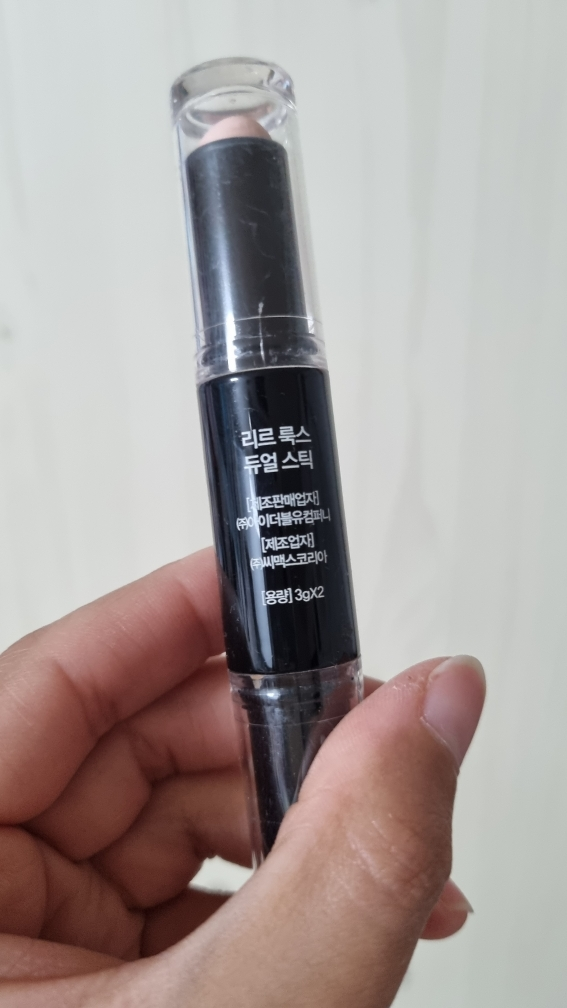 리르 룩스
듀얼 스틱
[제조판매업자]
㈜아이더블유컴퍼니
[제조업자]
㈜씨맥스코리아
[용량] 3gX2